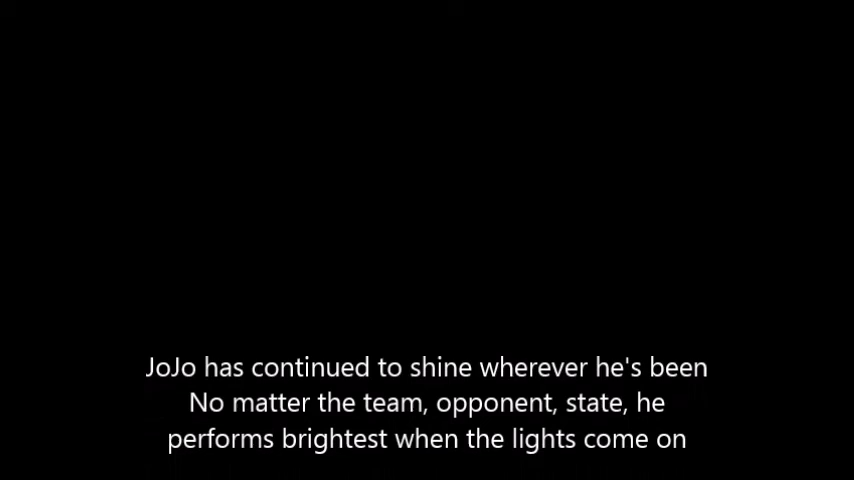 JoJo has continued to shine wherever he's been
No matter the team, opponent, state, he
performs brightest when the lights come on